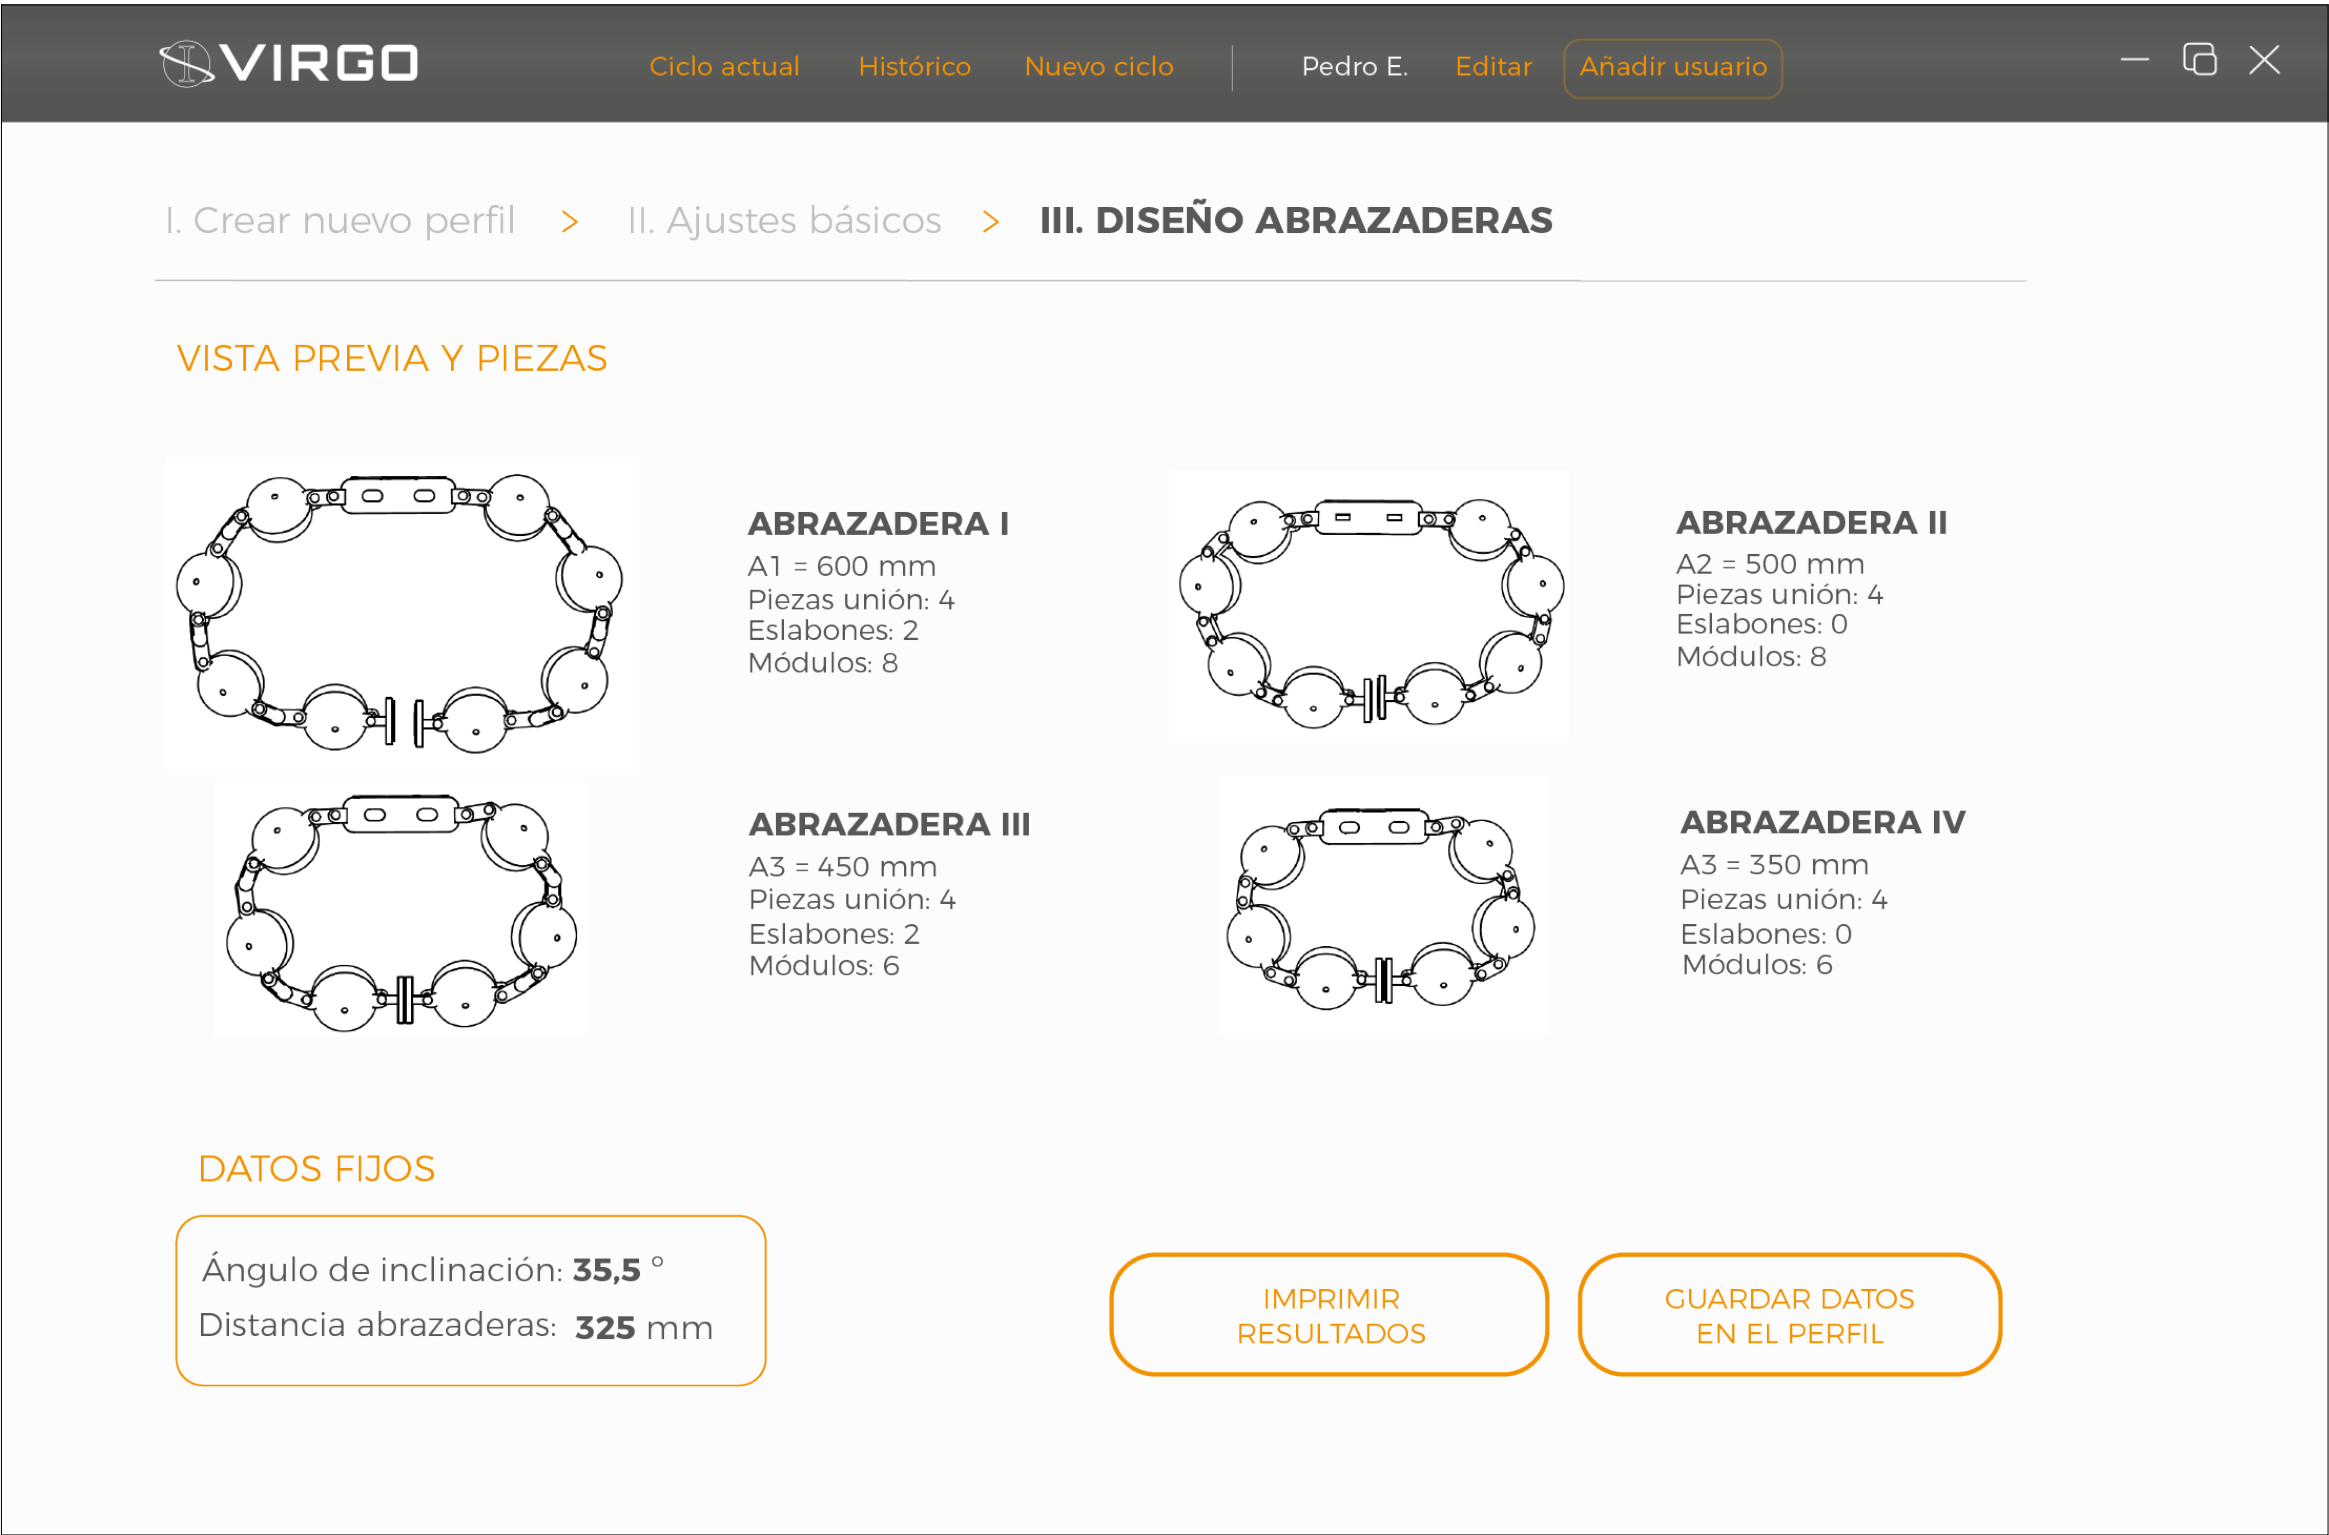 VIRGO
Ciclo actual
Histórico
Nuevo ciclo
Pedro E.
Editar
Añadir usuario
I. Crear nuevo perfil > II. Ajustes básicos > III. DISEÑO ABRAZADERAS
VISTA PREVIA Y PIEZAS
ABRAZADERA I
A1 = 600 mm
Piezas unión: 4
Eslabones: 2
Módulos: 8
ABRAZADERA II
A2 = 500 mm
Piezas unión: 4
Eslabones: 0
Módulos: 8
ABRAZADERA III
A3 = 450 mm
Piezas unión: 4
Eslabones: 2
Módulos: 6
ABRAZADERA IV
A3 = 350 mm
Piezas unión: 4
Eslabones: 0
Módulos: 6
DATOS FIJOS
Ángulo de inclinación: 35,5 º
Distancia abrazaderas: 325 mm
IMPRIMIR
RESULTADOS
GUARDAR DATOS
EN EL PERFIL